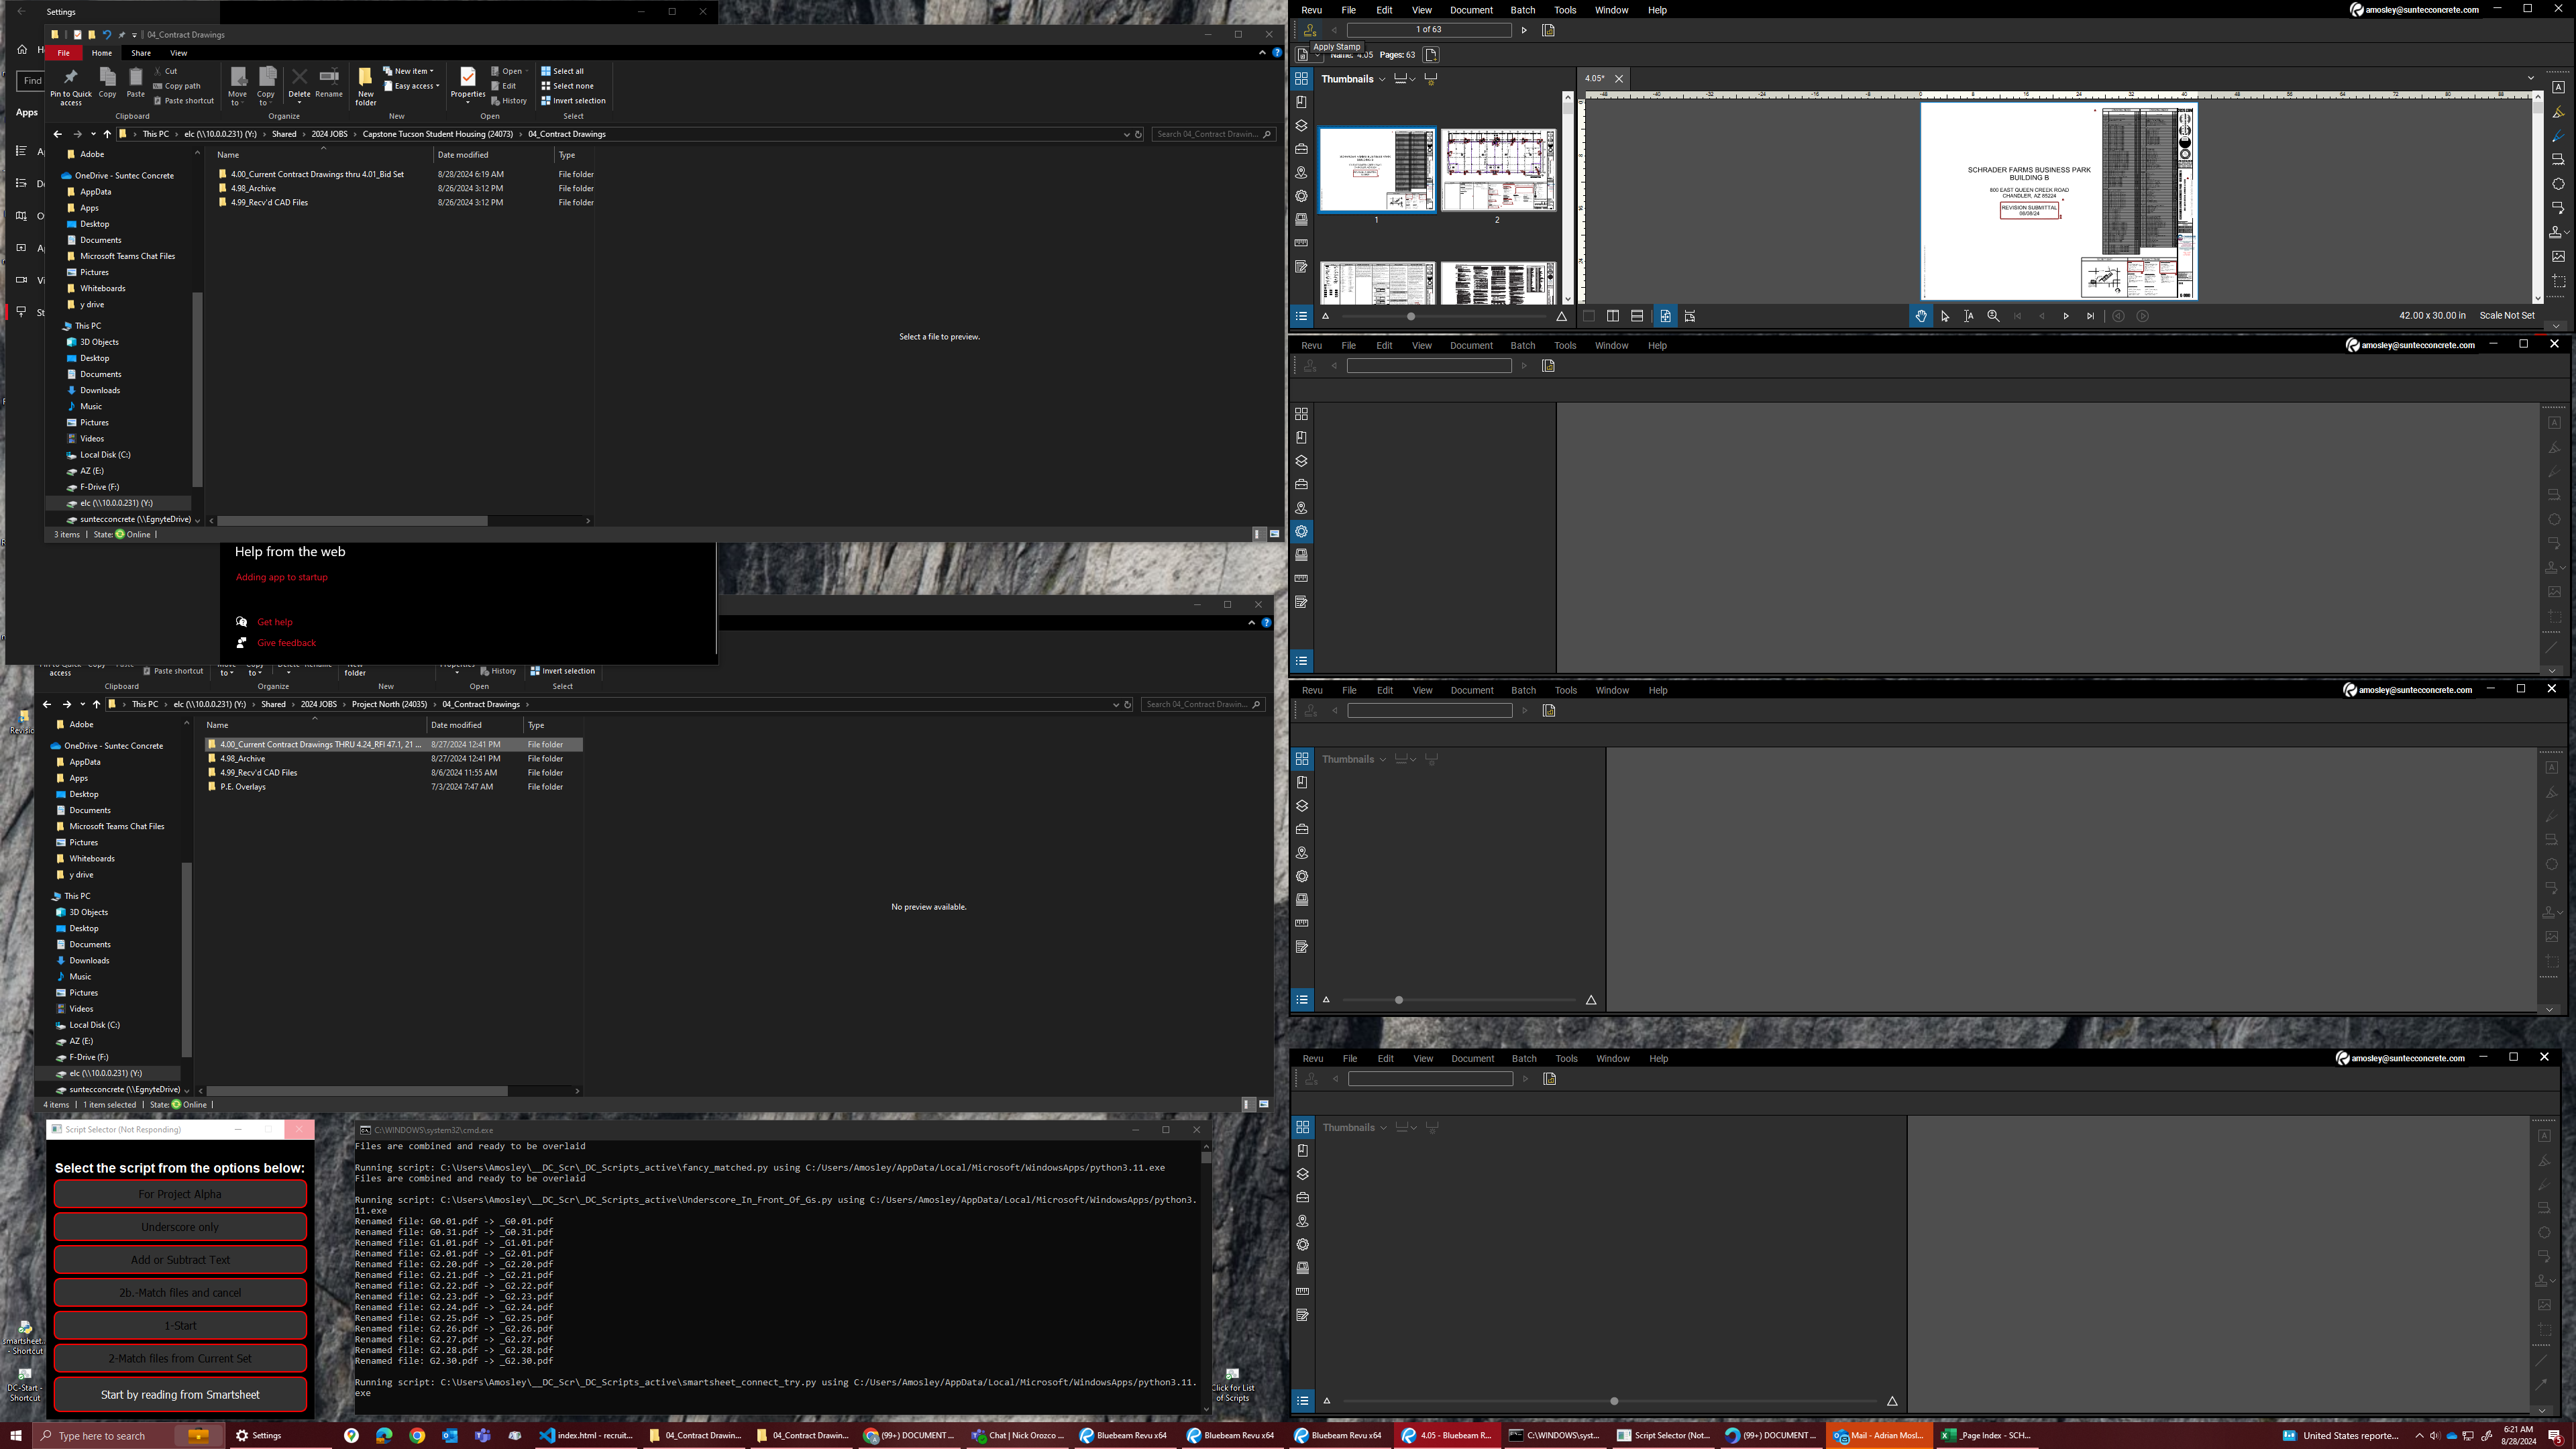 Settings
04_Contract Drawings
File Home Share View
Find
Apps
Pin to Quick access
Copy
Paste
Cut
Copy path
Paste shortcut
Move to
Copy to
Delete
Rename
New folder
New item
Easy access
Properties
Open
Edit
History
Select all
Select none
Invert selection
Clipboard Organize New Open Select
This PC elc (\\10.0.0.231) (Y:) Shared 2024 JOBS Capstone Tucson Student Housing (24073) 04_Contract Drawings
Search 04_Contract Drawin...
Name Date modified Type
4.00_Current Contract Drawings thru 4.01_Bid Set 8/28/2024 6:19 AM File folder
4.98_Archive 8/26/2024 3:12 PM File folder
4.99_Recv'd CAD Files 8/26/2024 3:12 PM File folder
Adobe
OneDrive - Suntec Concrete
AppData
Apps
Desktop
Documents
Microsoft Teams Chat Files
Pictures
Whiteboards
y drive
This PC
3D Objects
Desktop
Documents
Downloads
Music
Pictures
Videos
Local Disk (C:)
AZ (E:)
F-Drive (F:)
elc (\\10.0.0.231) (Y:)
suntecconcrete (\\EgnyteDrive)
Select a file to preview.
3 items State: Online
Help from the web
Adding app to startup
Get help
Give feedback
access
Paste shortcut
to
to
folder
History
Invert selection
Clipboard Organize New Open Select
This PC elc (\\10.0.0.231) (Y:) Shared 2024 JOBS Project North (24035) 04_Contract Drawings
Search 04_Contract Drawin...
Name Date modified Type
4.00_Current Contract Drawings THRU 4.24_RFI 47.1, 21 ... 8/27/2024 12:41 PM File folder
4.98_Archive 8/27/2024 12:41 PM File folder
4.99_Recv'd CAD Files 8/6/2024 11:55 AM File folder
P.E. Overlays 7/3/2024 7:47 AM File folder
Adobe
OneDrive - Suntec Concrete
AppData
Apps
Desktop
Documents
Microsoft Teams Chat Files
Pictures
Whiteboards
y drive
This PC
3D Objects
Desktop
Documents
Downloads
Music
Pictures
Videos
Local Disk (C:)
AZ (E:)
F-Drive (F:)
elc (\\10.0.0.231) (Y:)
suntecconcrete (\\EgnyteDrive)
No preview available.
4 items 1 item selected State: Online
Script Selector (Not Responding)
Select the script from the options below:
For Project Alpha
Underscore only
Add or Subtract Text
2b.-Match files and cancel
1-Start
2-Match files from Current Set
Start by reading from Smartsheet
C:\WINDOWS\system32\cmd.exe
Files are combined and ready to be overlaid
Running script: C:\Users\Amosley\__DC_Scr\_DC_Scripts_active\fancy_matched.py using C:/Users/Amosley/AppData/Local/Microsoft/WindowsApps/python3.11.exe
Files are combined and ready to be overlaid
Running script: C:\Users\Amosley\__DC_Scr\_DC_Scripts_active\Underscore_In_Front_Of_Gs.py using C:/Users/Amosley/AppData/Local/Microsoft/WindowsApps/python3.
11.exe
Renamed file: G0.01.pdf -> _G0.01.pdf
Renamed file: G0.31.pdf -> _G0.31.pdf
Renamed file: G1.01.pdf -> _G1.01.pdf
Renamed file: G2.01.pdf -> _G2.01.pdf
Renamed file: G2.20.pdf -> _G2.20.pdf
Renamed file: G2.21.pdf -> _G2.21.pdf
Renamed file: G2.22.pdf -> _G2.22.pdf
Renamed file: G2.23.pdf -> _G2.23.pdf
Renamed file: G2.24.pdf -> _G2.24.pdf
Renamed file: G2.25.pdf -> _G2.25.pdf
Renamed file: G2.26.pdf -> _G2.26.pdf
Renamed file: G2.27.pdf -> _G2.27.pdf
Renamed file: G2.28.pdf -> _G2.28.pdf
Renamed file: G2.30.pdf -> _G2.30.pdf
Running script: C:\Users\Amosley\__DC_Scr\_DC_Scripts_active\smartsheet_connect_try.py using C:/Users/Amosley/AppData/Local/Microsoft/WindowsApps/python3.11.
exe
smartsheet...
- Shortcut
DC-Start -
Shortcut
Click for List
of Scripts
Revu File Edit View Document Batch Tools Window Help
amosley@suntecconcrete.com
1 of 63
Apply Stamp
Name: 4.05 Pages: 63
Thumbnails
4.05*
1
2
SCHRADER FARMS BUSINESS PARK
BUILDING B
800 EAST QUEEN CREEK ROAD
CHANDLER, AZ 85224
REVISION SUBMITTAL
08/08/24
42.00 x 30.00 in Scale Not Set
Revu File Edit View Document Batch Tools Window Help
amosley@suntecconcrete.com
Revu File Edit View Document Batch Tools Window Help
amosley@suntecconcrete.com
Thumbnails
Revu File Edit View Document Batch Tools Window Help
amosley@suntecconcrete.com
Thumbnails
Type here to search
Settings
index.html - recruit...
04_Contract Drawin...
04_Contract Drawin...
(99+) DOCUMENT ...
Chat | Nick Orozco ...
Bluebeam Revu x64
Bluebeam Revu x64
Bluebeam Revu x64
4.05 - Bluebeam R...
C:\WINDOWS\syst...
Script Selector (Not...
(99+) DOCUMENT ...
Mail - Adrian Mosl...
_Page Index - SCH...
United States reporte...
6:21 AM
8/28/2024